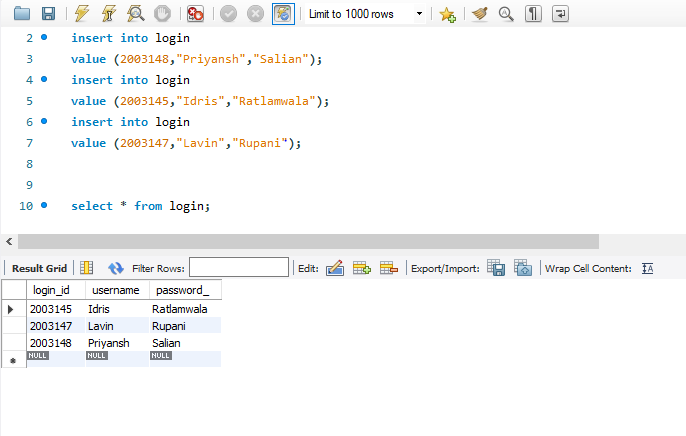 Limit to 1000 rows
2 insert into login
3 value (2003148,"Priyansh","Salian");
4 insert into login
5 value (2003145,"Idris","Ratlamwala");
6 insert into login
7 value (2003147,"Lavin","Rupani");
8
9
10 select * from login;
Result Grid Filter Rows: Edit: Export/Import: Wrap Cell Content: IA
login_id username password_
2003145 Idris Ratlamwala
2003147 Lavin Rupani
2003148 Priyansh Salian
NULL NULL NULL